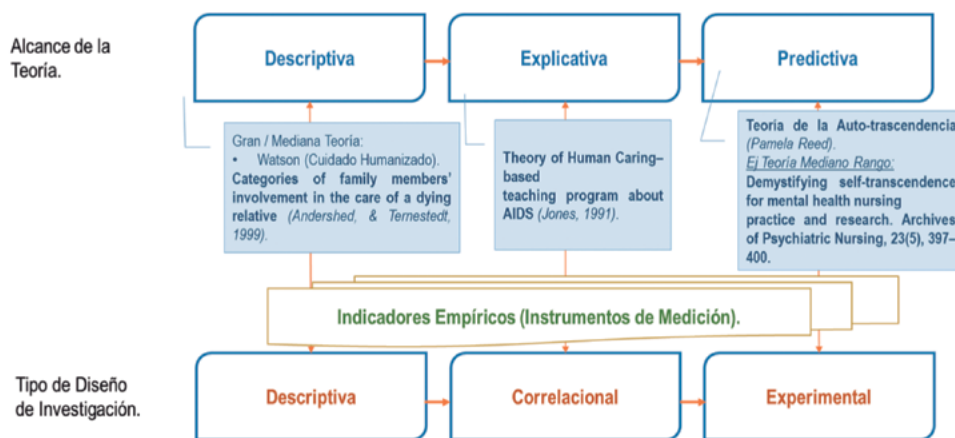 Alcance de la
Teoría.
Descriptiva
Explicativa
Predictiva
Gran / Mediana Teoría:
• Watson (Cuidado Humanizado).
Categories of family members'
involvement in the care of a dying
relative (Andershed, & Ternestedt,
1999).
Theory of Human Caring–
based
teaching program about
AIDS (Jones, 1991).
Teoría de la Auto-trascendencia
(Pamela Reed).
Ej Teoría Mediano Rango:
Demystifying self-transcendence
for mental health nursing
practice and research. Archives
of Psychiatric Nursing, 23(5), 397–
400.
Indicadores Empíricos (Instrumentos de Medición).
Tipo de Diseño
de Investigación.
Descriptiva
Correlacional
Experimental